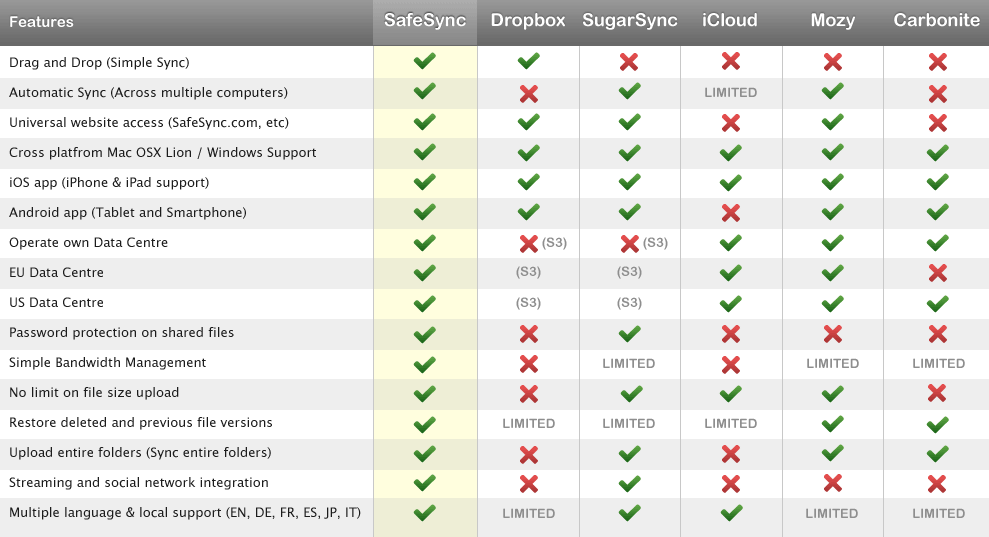 Features SafeSync Dropbox SugarSync iCloud Mozy Carbonite
Drag and Drop (Simple Sync)
Automatic Sync (Across multiple computers) LIMITED
Universal website access (SafeSync.com, etc)
Cross platfrom Mac OSX Lion / Windows Support
iOS app (iPhone & iPad support)
Android app (Tablet and Smartphone)
Operate own Data Centre (S3) (S3)
EU Data Centre (S3) (S3)
US Data Centre (S3) (S3)
Password protection on shared files
Simple Bandwidth Management LIMITED LIMITED LIMITED
No limit on file size upload
Restore deleted and previous file versions LIMITED LIMITED LIMITED
Upload entire folders (Sync entire folders)
Streaming and social network integration
Multiple language & local support (EN, DE, FR, ES, JP, IT) LIMITED LIMITED LIMITED